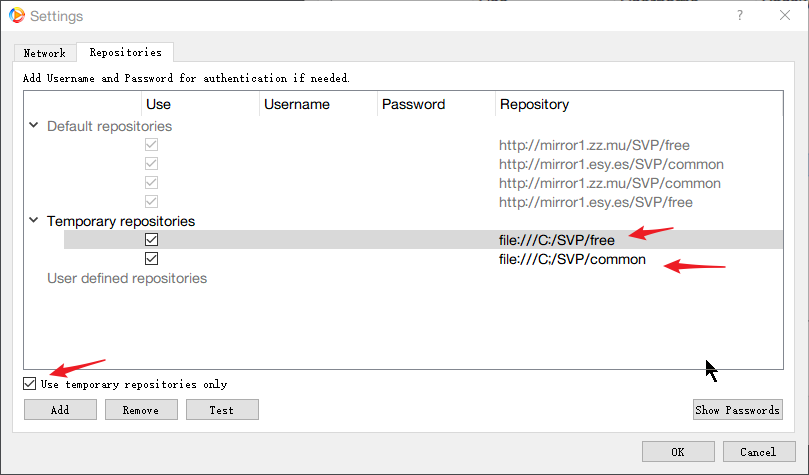 Settings
?
Network Repositories
Add Username and Password for authentication if needed.
Use Username Password Repository
Default repositories
http://mirror1.zz.mu/SVP/free
http://mirror1.esy.es/SVP/common
http://mirror1.zz.mu/SVP/common
http://mirror1.esy.es/SVP/free
Temporary repositories
file:///C:/SVP/free
file:///C;/SVP/common
User defined repositories
Use temporary repositories only
Add Remove Test Show Passwords
OK Cancel